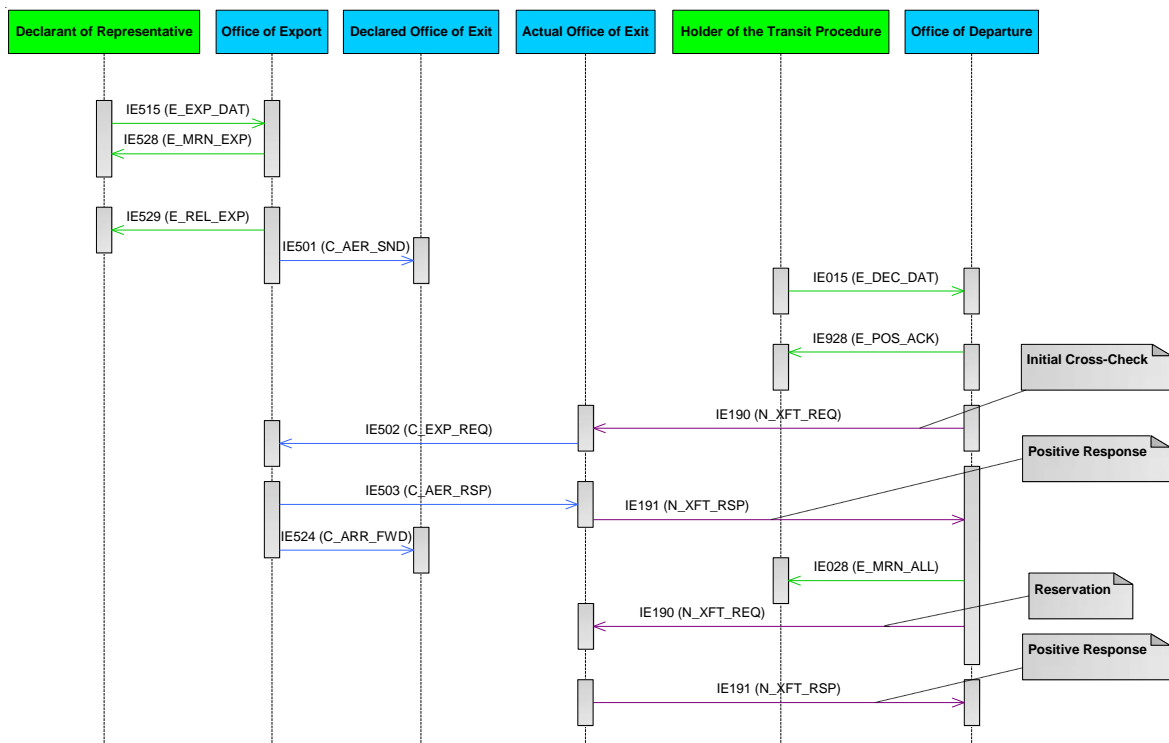 Declarant of Representative
Office of Export
Declared Office of Exit
Actual Office of Exit
Holder of the Transit Procedure
Office of Departure
IE515 (E_EXP_DAT)
IE528 (E_MRN_EXP)
IE529 (E_REL_EXP)
IE501 (C_AER_SND)
IE015 (E_DEC_DAT)
IE928 (E_POS_ACK)
Initial Cross-Check
IE190 (N_XFT_REQ)
IE502 (C_EXP_REQ)
Positive Response
IE503 (C_AER_RSP)
IE191 (N_XFT_RSP)
IE524 (C_ARR_FWD)
IE028 (E_MRN_ALL)
Reservation
IE190 (N_XFT_REQ)
Positive Response
IE191 (N_XFT_RSP)